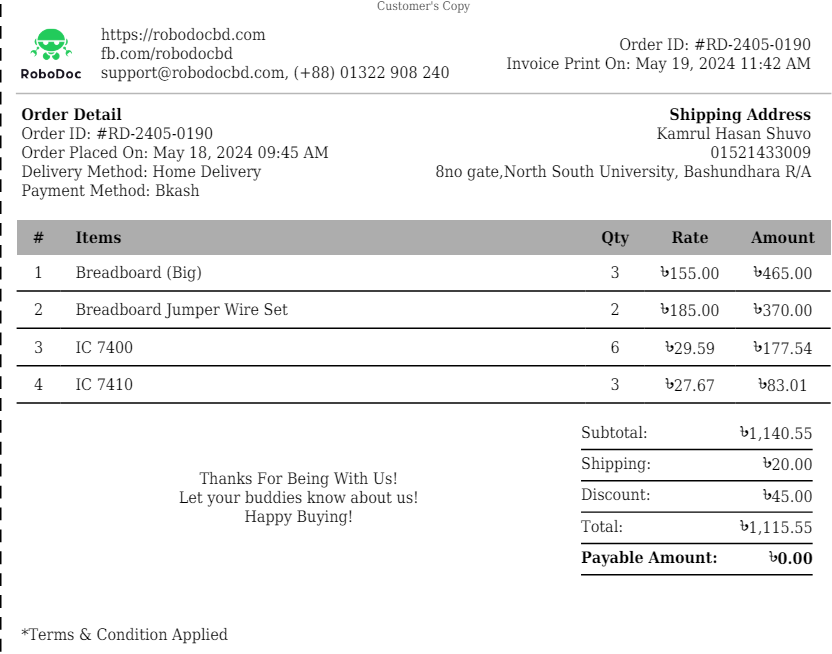 Customer's Copy
https://robodocbd.com
fb.com/robodocbd
support@robodocbd.com, (+88) 01322 908 240
RoboDoc
Order ID: #RD-2405-0190
Invoice Print On: May 19, 2024 11:42 AM
Order Detail
Order ID: #RD-2405-0190
Order Placed On: May 18, 2024 09:45 AM
Delivery Method: Home Delivery
Payment Method: Bkash
Shipping Address
Kamrul Hasan Shuvo
01521433009
8no gate,North South University, Bashundhara R/A
# Items Qty Rate Amount
1 Breadboard (Big) 3 ৳155.00 ৳465.00
2 Breadboard Jumper Wire Set 2 ৳185.00 ৳370.00
3 IC 7400 6 ৳29.59 ৳177.54
4 IC 7410 3 ৳27.67 ৳83.01
Thanks For Being With Us!
Let your buddies know about us!
Happy Buying!
Subtotal: ৳1,140.55
Shipping: ৳20.00
Discount: ৳45.00
Total: ৳1,115.55
Payable Amount: ৳0.00
*Terms & Condition Applied